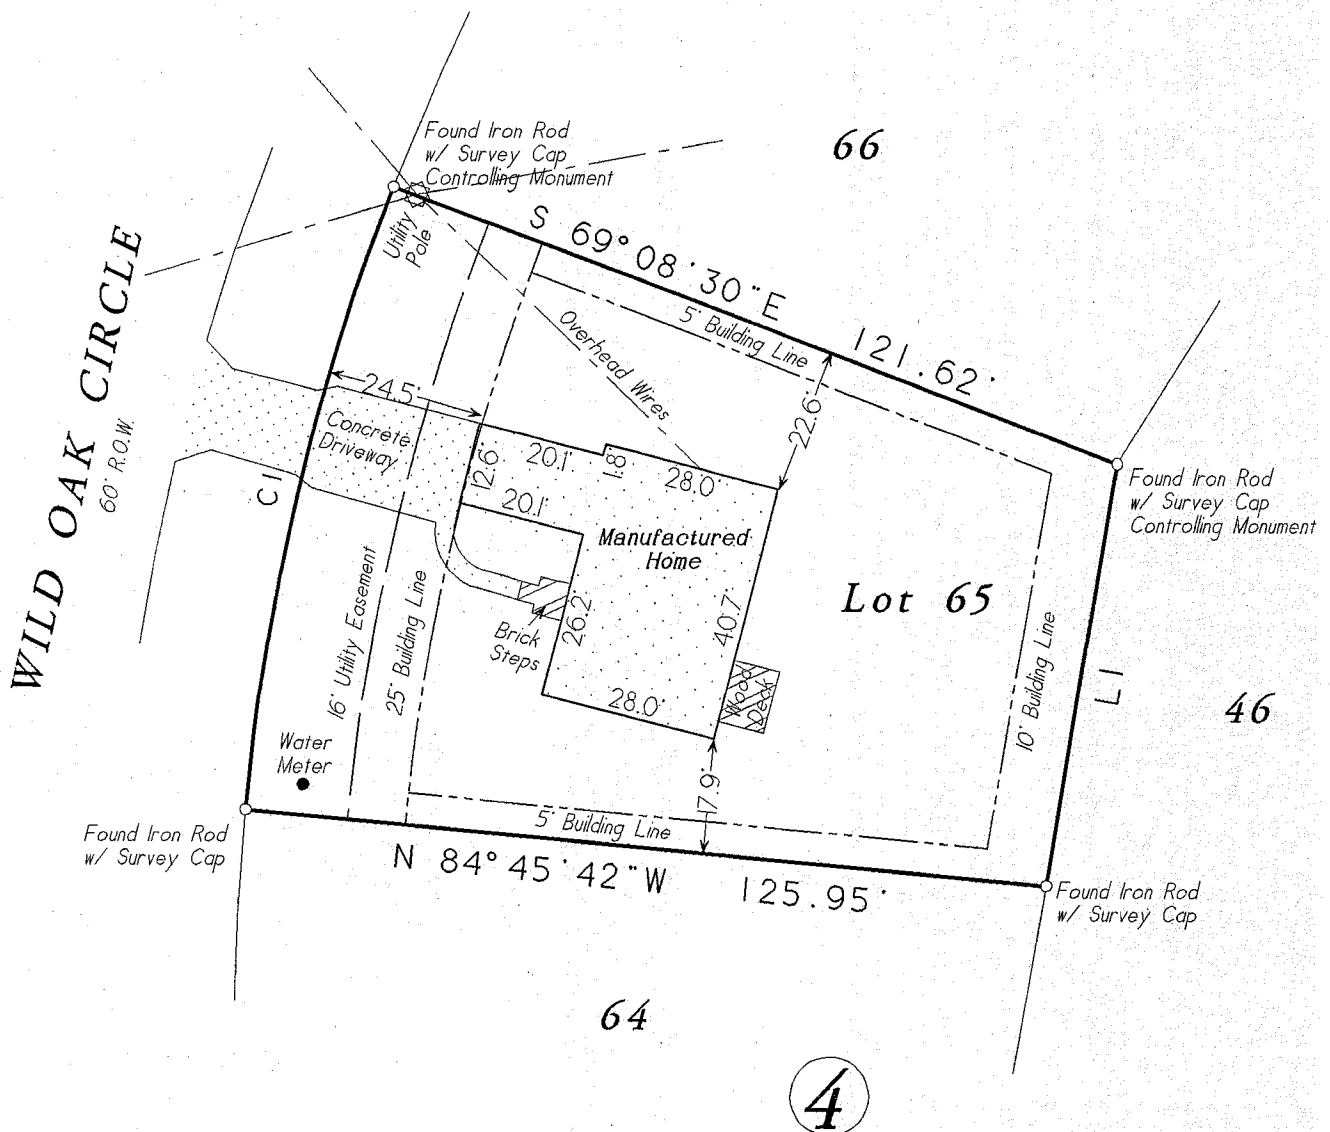 Found Iron Rod
w/ Survey Cap
Controlling Monument
66
Utility
Pole
S 69°08'30"E 121.62'
5' Building Line
Overhead Wires
WILD OAK CIRCLE
60' R.O.W.
24.5'
22.6'
Concrete
Driveway
12.6'
20.1'
1.8'
28.0'
20.1'
C1
Found Iron Rod
w/ Survey Cap
Controlling Monument
Manufactured
Home
Lot 65
16' Utility Easement
25' Building Line
Brick
Steps
26.2'
40.7'
10' Building Line
L1
46
28.0'
Wood
Deck
Water
Meter
17.9'
5' Building Line
Found Iron Rod
w/ Survey Cap
N 84°45'42"W 125.95'
Found Iron Rod
w/ Survey Cap
64
4